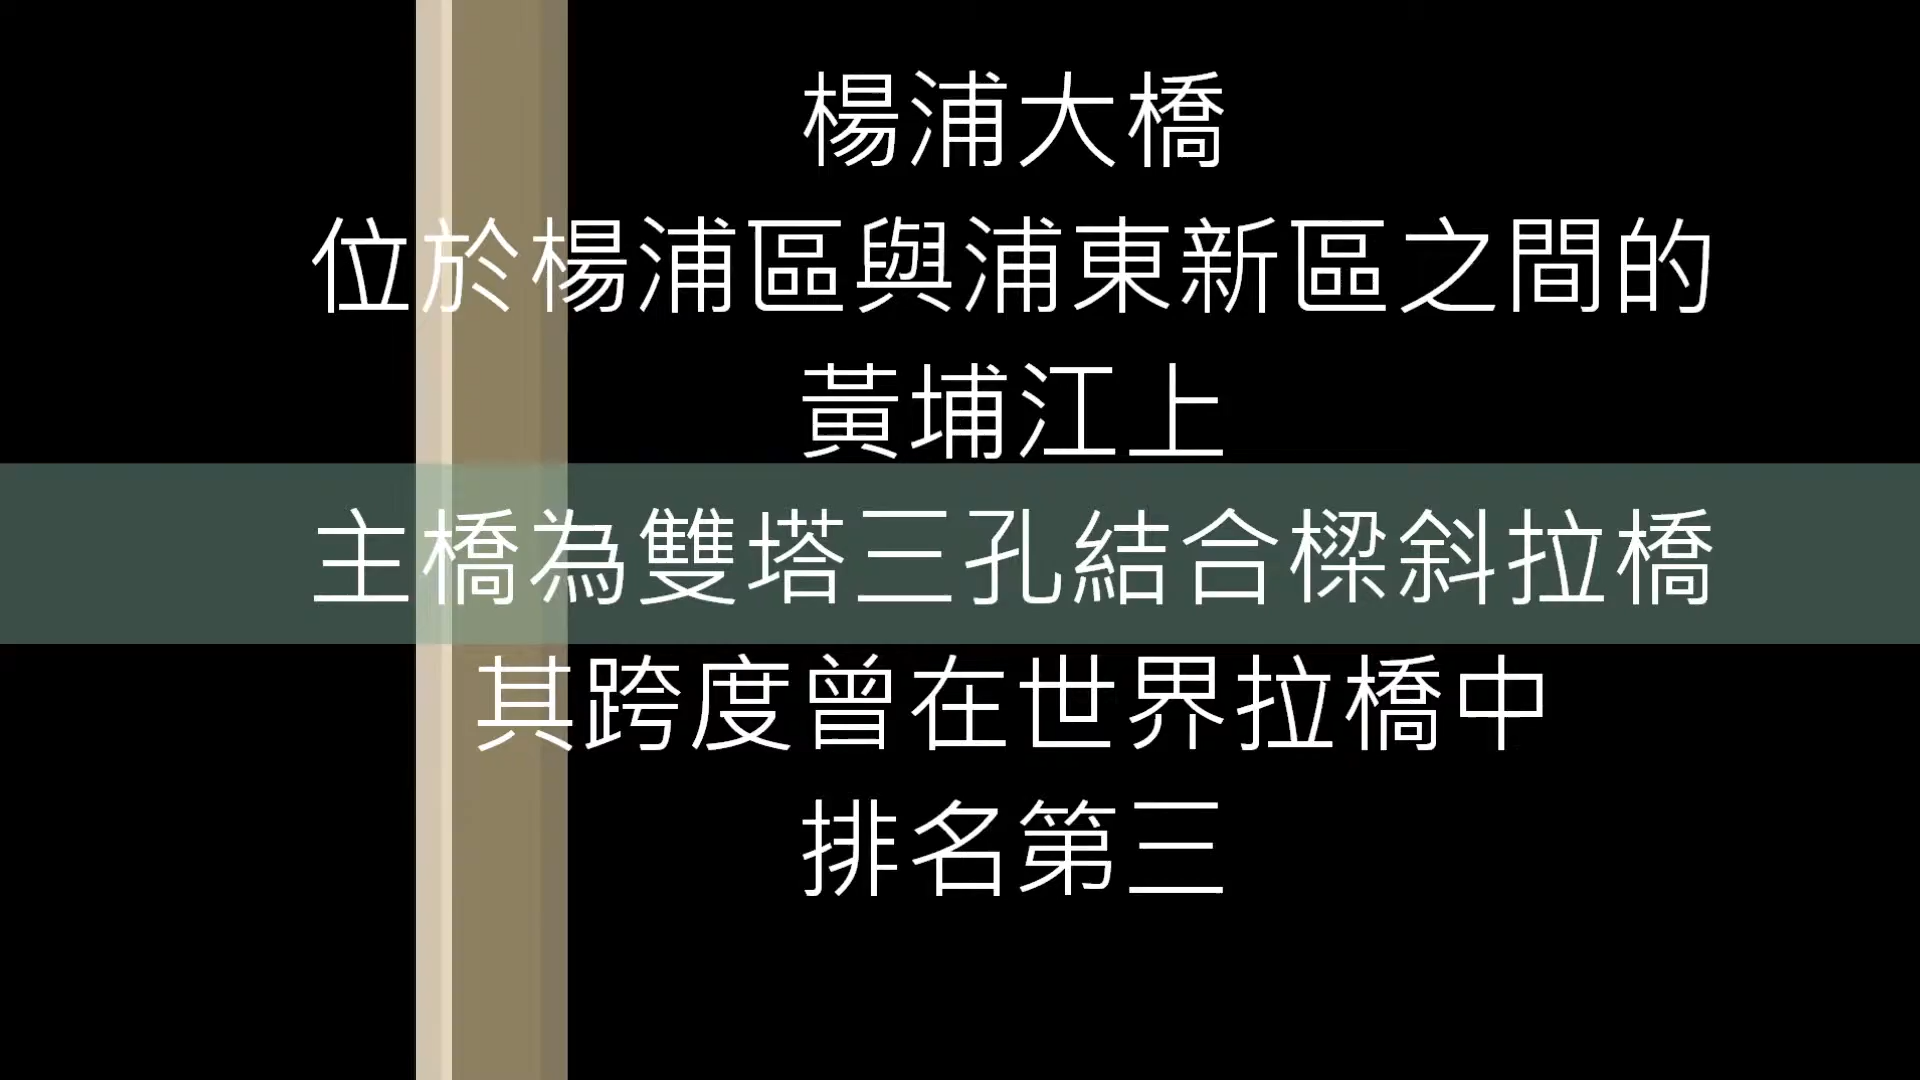 楊浦大橋
位於楊浦區與浦東新區之間的
黃埔江上
主橋為雙塔三孔結合樑斜拉橋
其跨度曾在世界拉橋中
排名第三